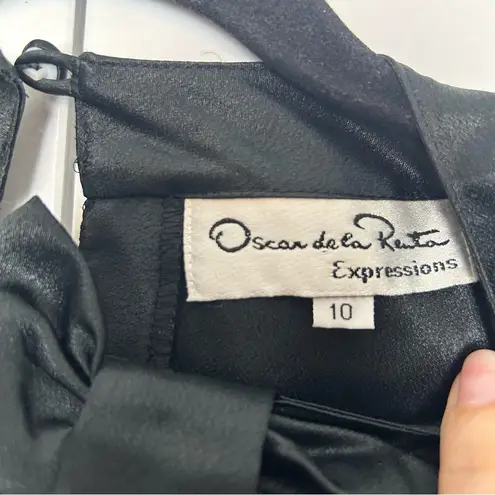 Oscar de la Renta
Expressions
10